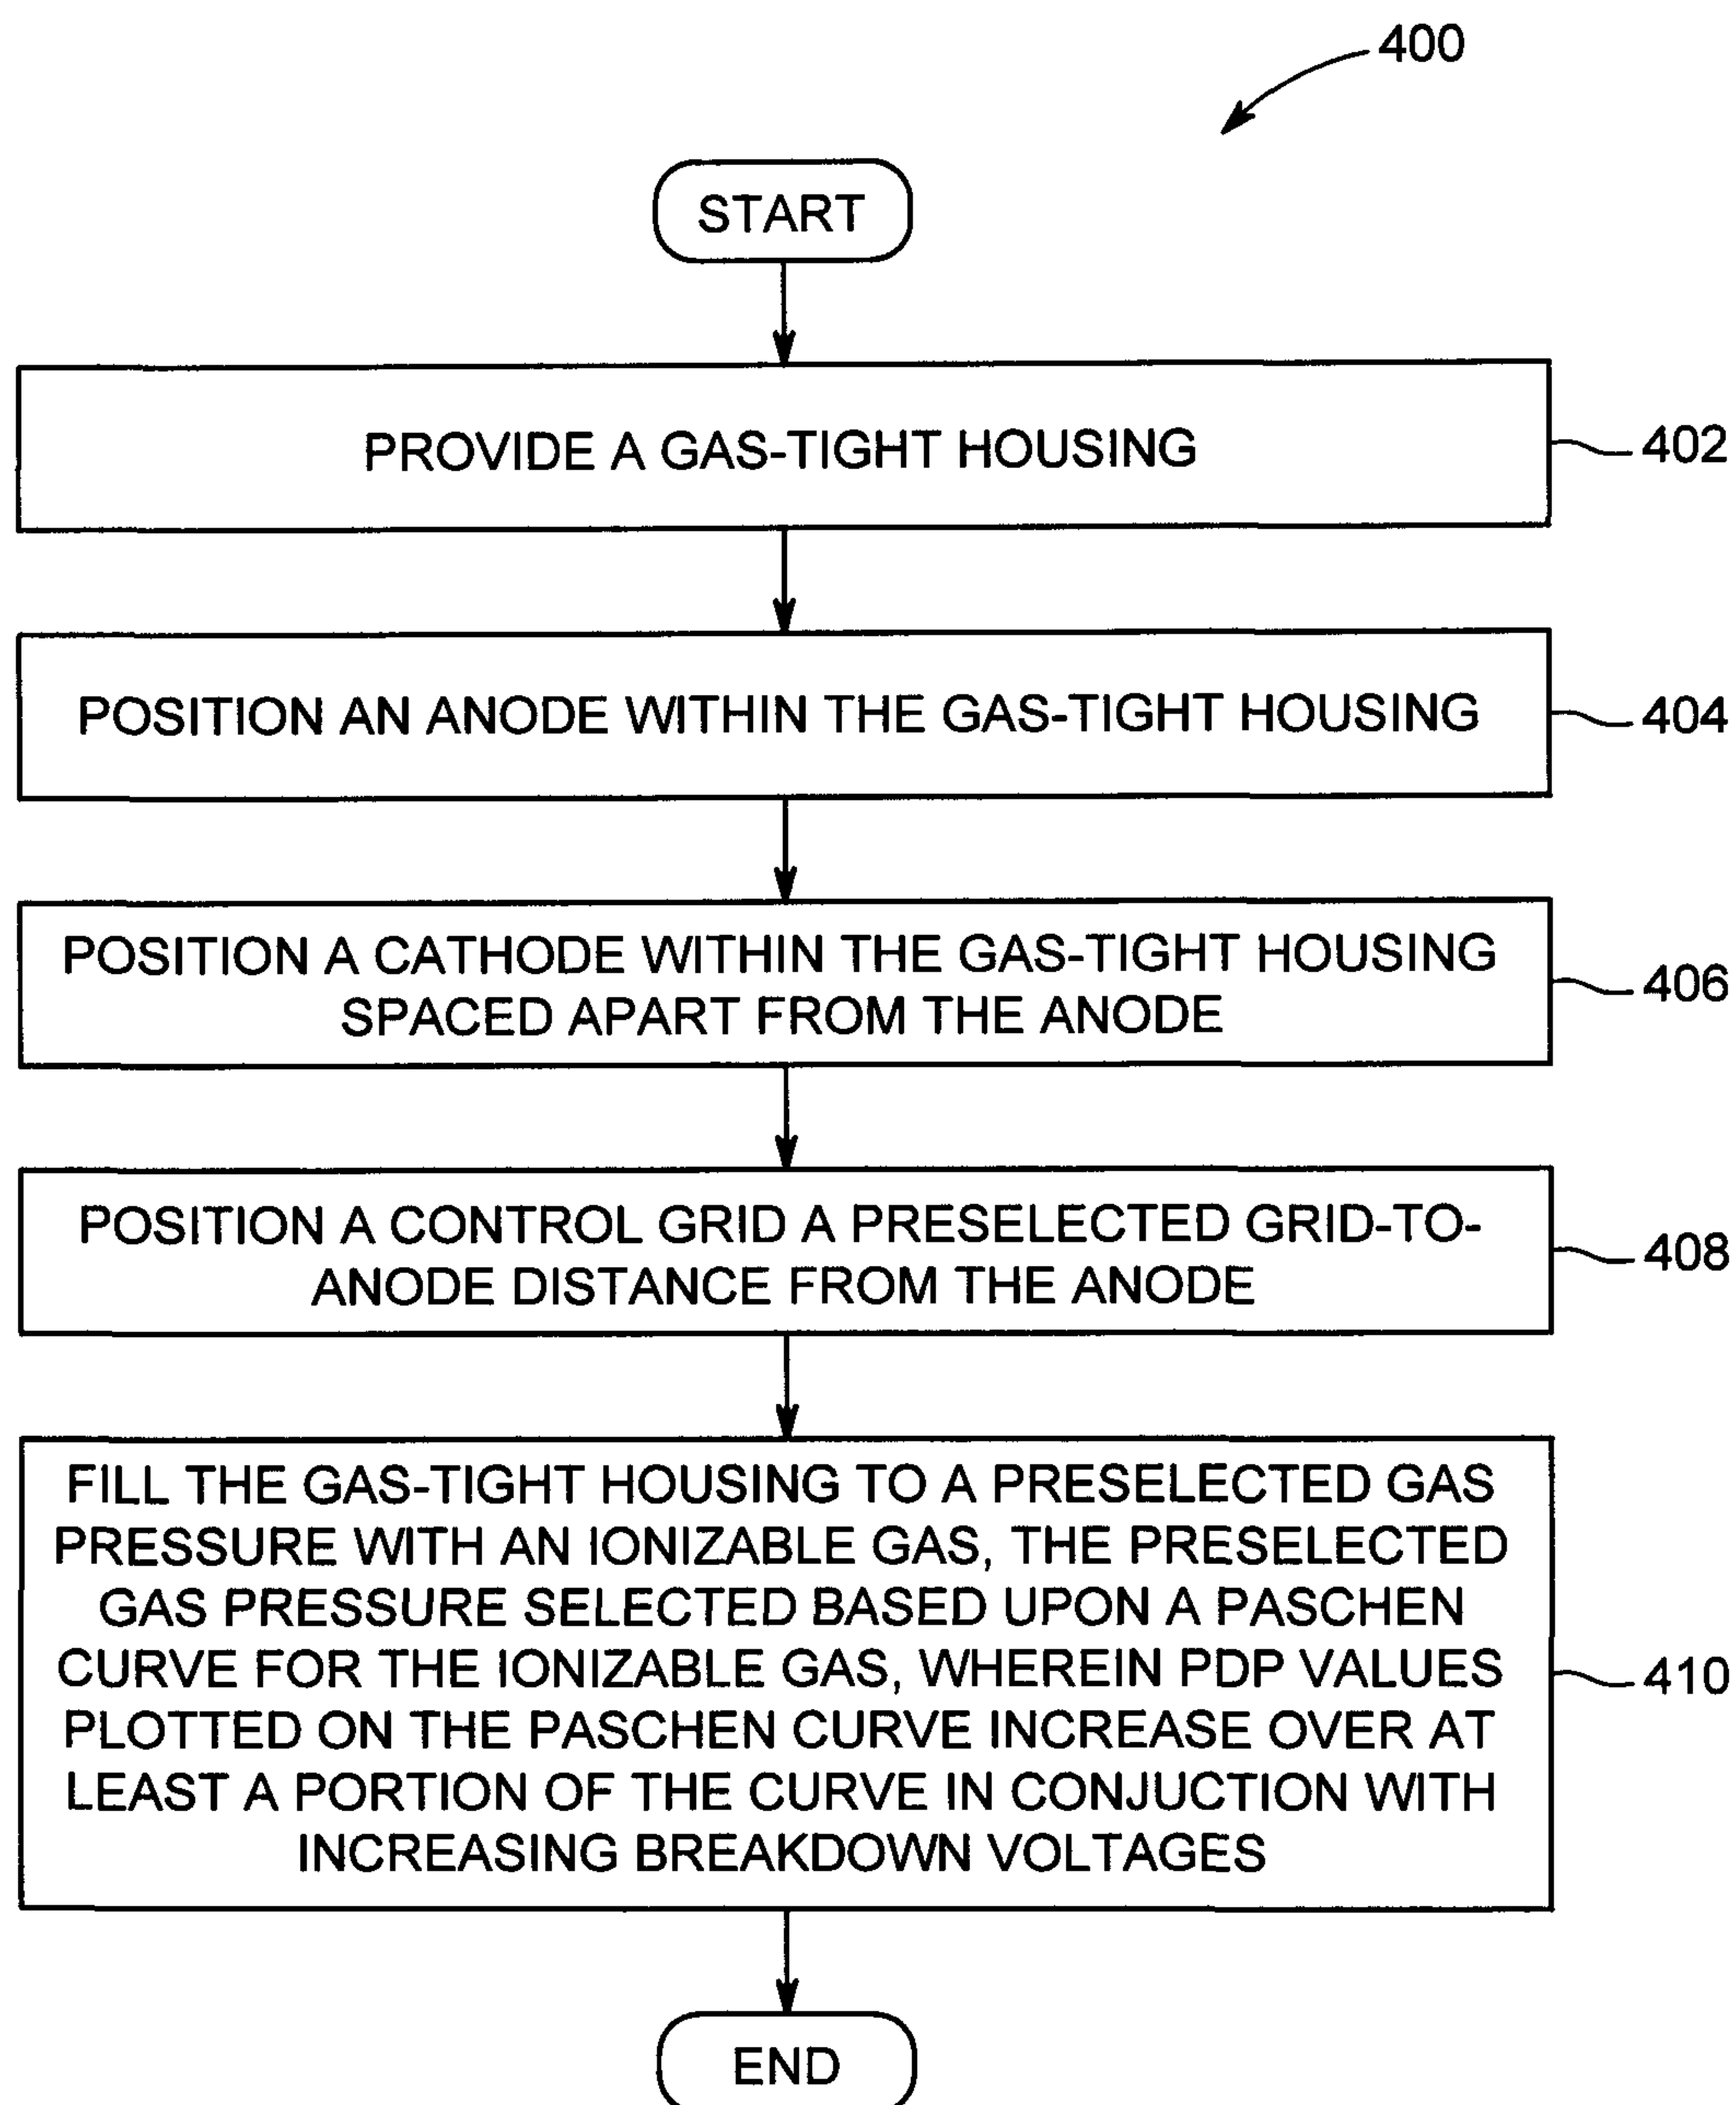 400
START
PROVIDE A GAS-TIGHT HOUSING
402
POSITION AN ANODE WITHIN THE GAS-TIGHT HOUSING
404
POSITION A CATHODE WITHIN THE GAS-TIGHT HOUSING
SPACED APART FROM THE ANODE
406
POSITION A CONTROL GRID A PRESELECTED GRID-TO-
ANODE DISTANCE FROM THE ANODE
408
FILL THE GAS-TIGHT HOUSING TO A PRESELECTED GAS
PRESSURE WITH AN IONIZABLE GAS, THE PRESELECTED
GAS PRESSURE SELECTED BASED UPON A PASCHEN
CURVE FOR THE IONIZABLE GAS, WHEREIN PDP VALUES
PLOTTED ON THE PASCHEN CURVE INCREASE OVER AT
LEAST A PORTION OF THE CURVE IN CONJUCTION WITH
INCREASING BREAKDOWN VOLTAGES
410
END